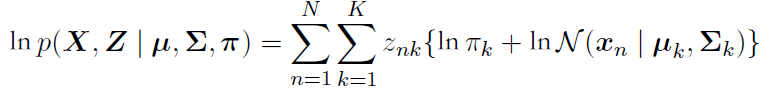 ln p(X, Z | μ, Σ, π) = ∑_{n=1}^{N} ∑_{k=1}^{K} z_{nk}{ln π_k + ln 𝒩(x_n | μ_k, Σ_k)}